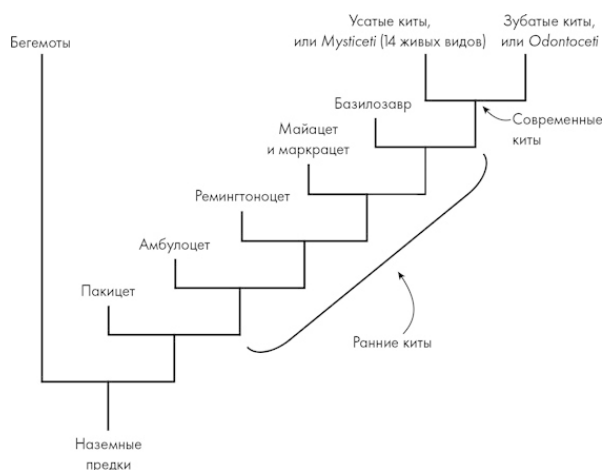 Усатые киты,
или Mysticeti (14 живых видов)
Зубатые киты,
или Odontoceti
Бегемоты
Базилозавр
Современные
киты
Майацет
и маркрацет
Ремингтоноцет
Амбулоцет
Пакицет
Ранние киты
Наземные
предки